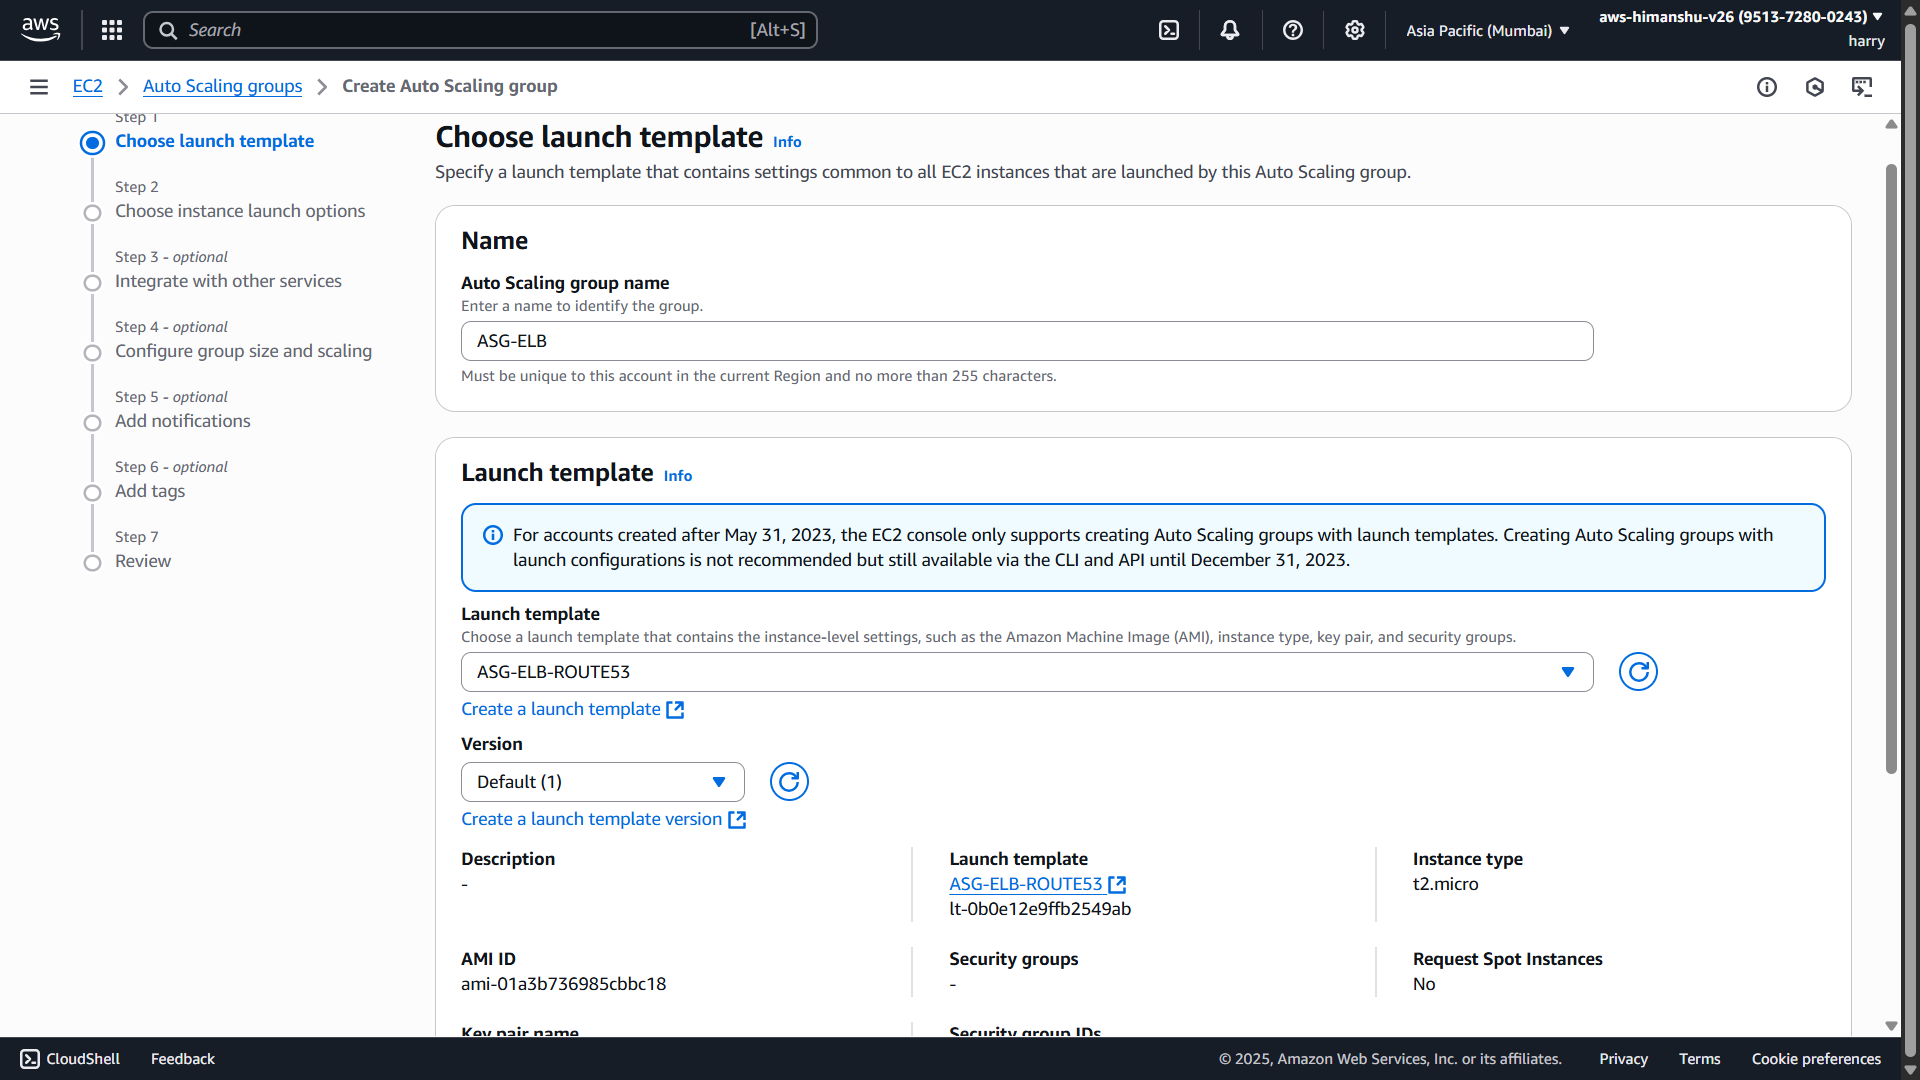 aws
Search [Alt+S]
Asia Pacific (Mumbai)
aws-himanshu-v26 (9513-7280-0243)
harry
EC2 Auto Scaling groups Create Auto Scaling group
Step 1
Choose launch template
Step 2
Choose instance launch options
Step 3 - optional
Integrate with other services
Step 4 - optional
Configure group size and scaling
Step 5 - optional
Add notifications
Step 6 - optional
Add tags
Step 7
Review
Choose launch template Info
Specify a launch template that contains settings common to all EC2 instances that are launched by this Auto Scaling group.
Name
Auto Scaling group name
Enter a name to identify the group.
ASG-ELB
Must be unique to this account in the current Region and no more than 255 characters.
Launch template Info
For accounts created after May 31, 2023, the EC2 console only supports creating Auto Scaling groups with launch templates. Creating Auto Scaling groups with
launch configurations is not recommended but still available via the CLI and API until December 31, 2023.
Launch template
Choose a launch template that contains the instance-level settings, such as the Amazon Machine Image (AMI), instance type, key pair, and security groups.
ASG-ELB-ROUTE53
Create a launch template
Version
Default (1)
Create a launch template version
Description
-
Launch template
ASG-ELB-ROUTE53
lt-0b0e12e9ffb2549ab
Instance type
t2.micro
AMI ID
ami-01a3b736985cbbc18
Security groups
-
Request Spot Instances
No
Key pair name
Security group IDs
CloudShell Feedback
© 2025, Amazon Web Services, Inc. or its affiliates. Privacy Terms Cookie preferences